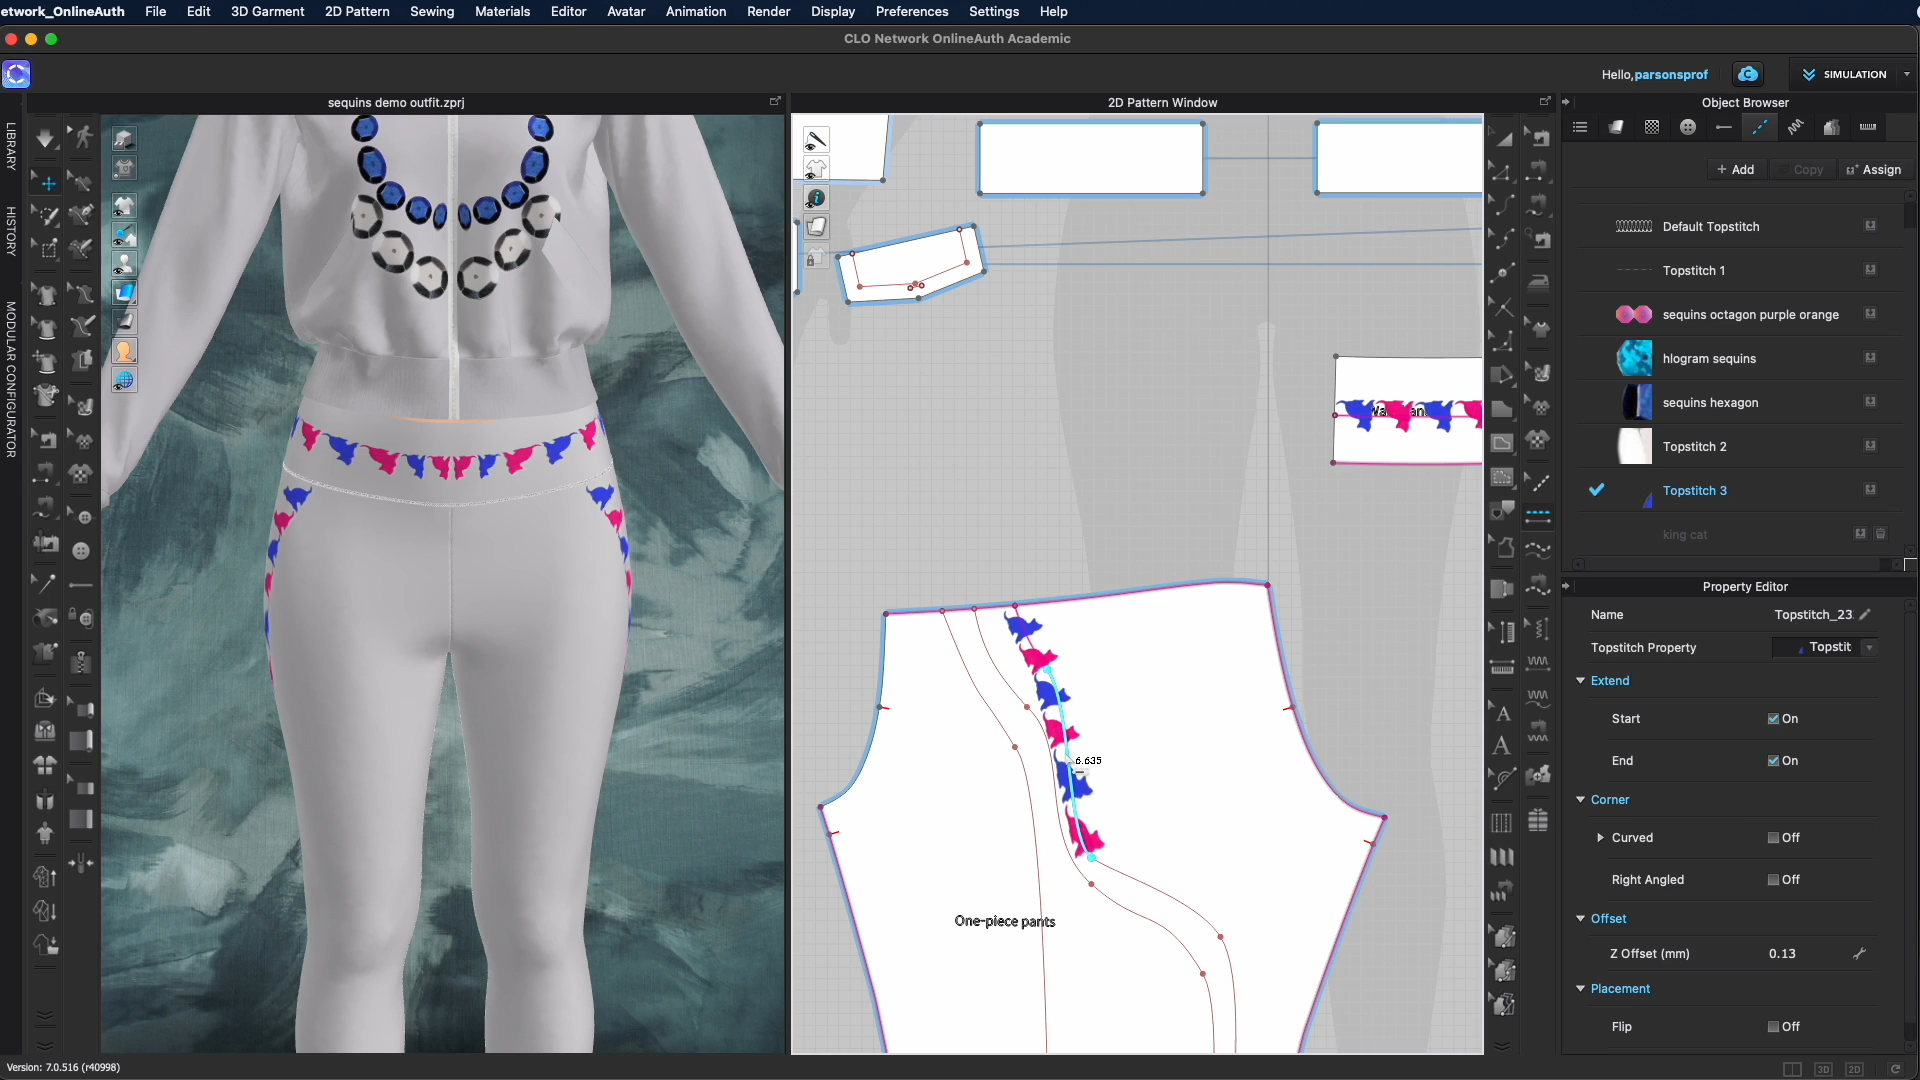 etwork_OnlineAuth File Edit 3D Garment 2D Pattern Sewing Materials Editor Avatar Animation Render Display Preferences Settings Help
CLO Network OnlineAuth Academic
Hello,parsonsprof
SIMULATION
sequins demo outfit.zprj
2D Pattern Window
Object Browser
LIBRARY
HISTORY
MODULAR CONFIGURATOR
+ Add
Copy
Assign
Default Topstitch
Topstitch 1
sequins octagon purple orange
hlogram sequins
sequins hexagon
Topstitch 2
Topstitch 3
king cat
6.635
One-piece pants
Property Editor
Name Topstitch_23
Topstitch Property Topstit
Extend
Start On
End On
Corner
Curved Off
Right Angled Off
Offset
Z Offset (mm) 0.13
Placement
Flip Off
Version: 7.0.516 (r40998)
3D
2D